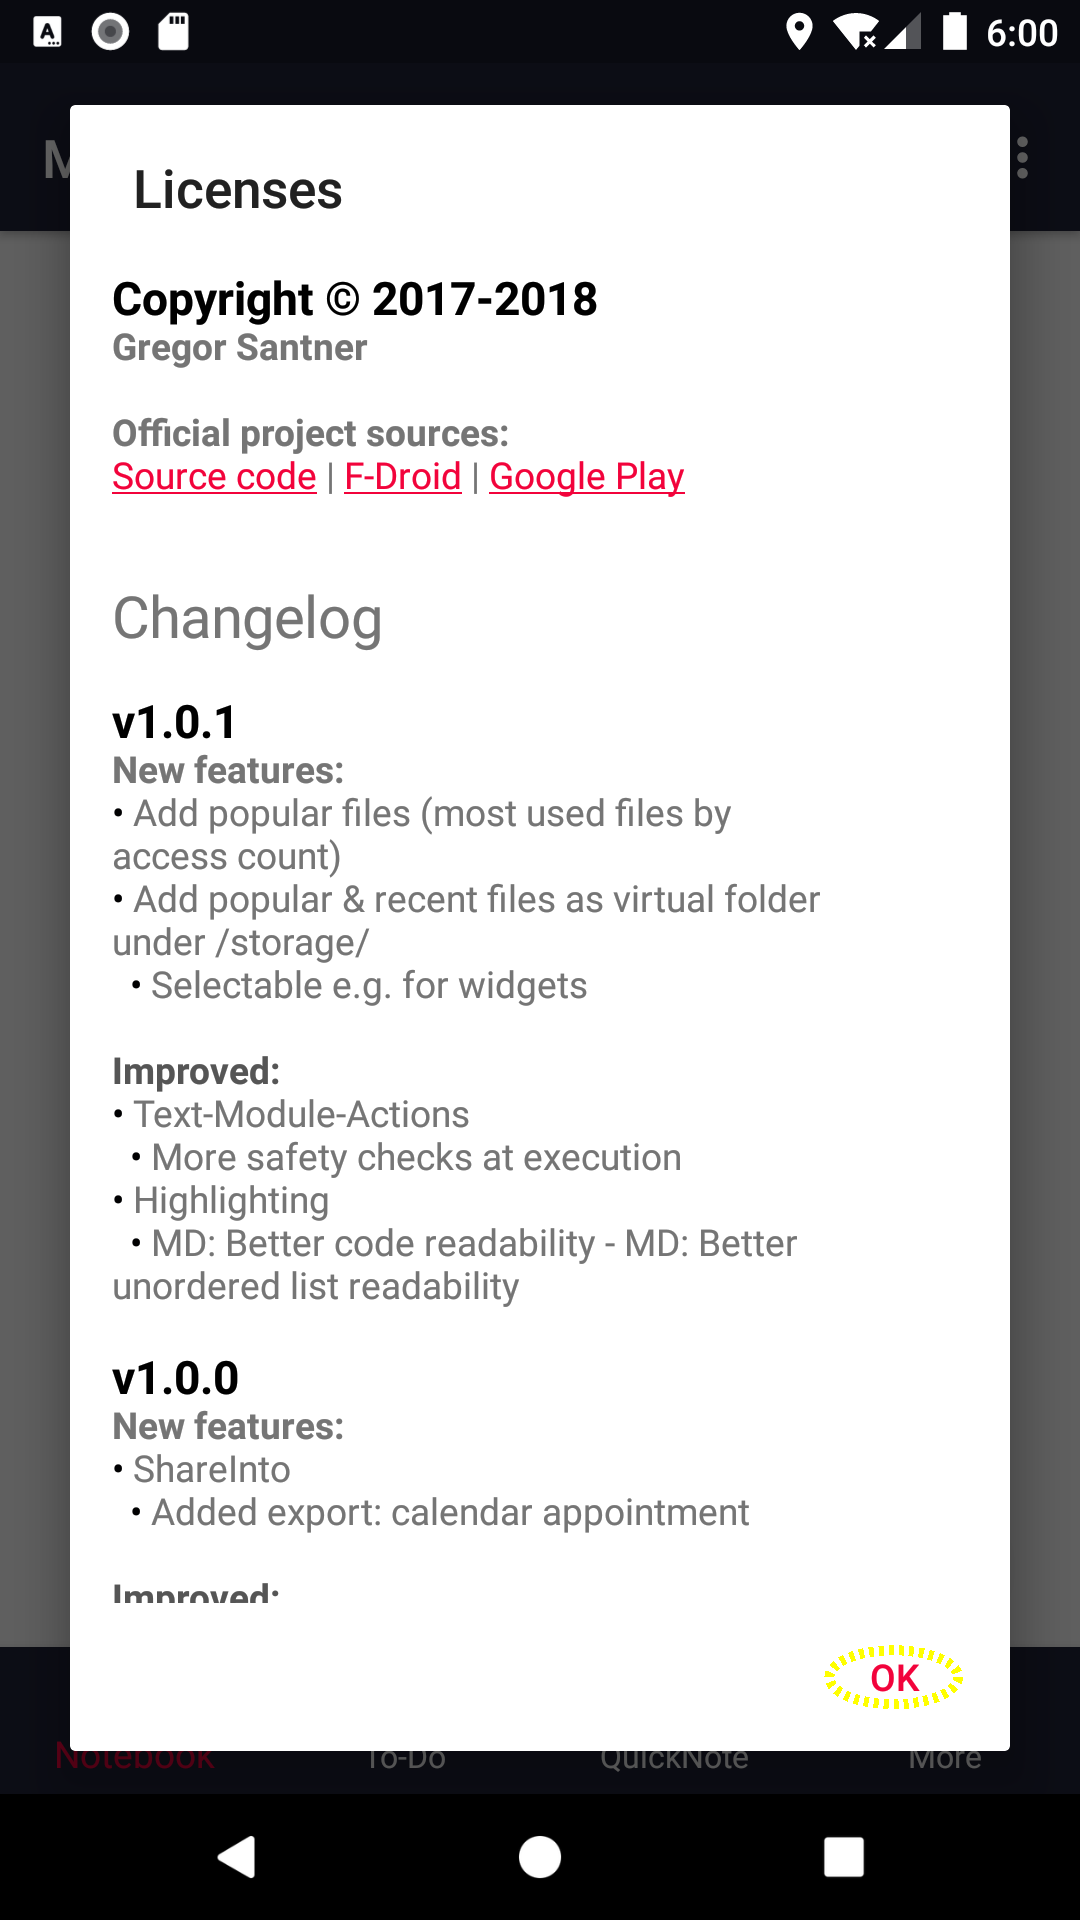 6:00
Licenses
Copyright © 2017-2018
Gregor Santner
Official project sources:
Source code | F-Droid | Google Play
Changelog
v1.0.1
New features:
• Add popular files (most used files by
access count)
• Add popular & recent files as virtual folder
under /storage/
• Selectable e.g. for widgets
Improved:
• Text-Module-Actions
• More safety checks at execution
• Highlighting
• MD: Better code readability - MD: Better
unordered list readability
v1.0.0
New features:
• ShareInto
• Added export: calendar appointment
Improved:
OK
Notebook To-Do QuickNote More